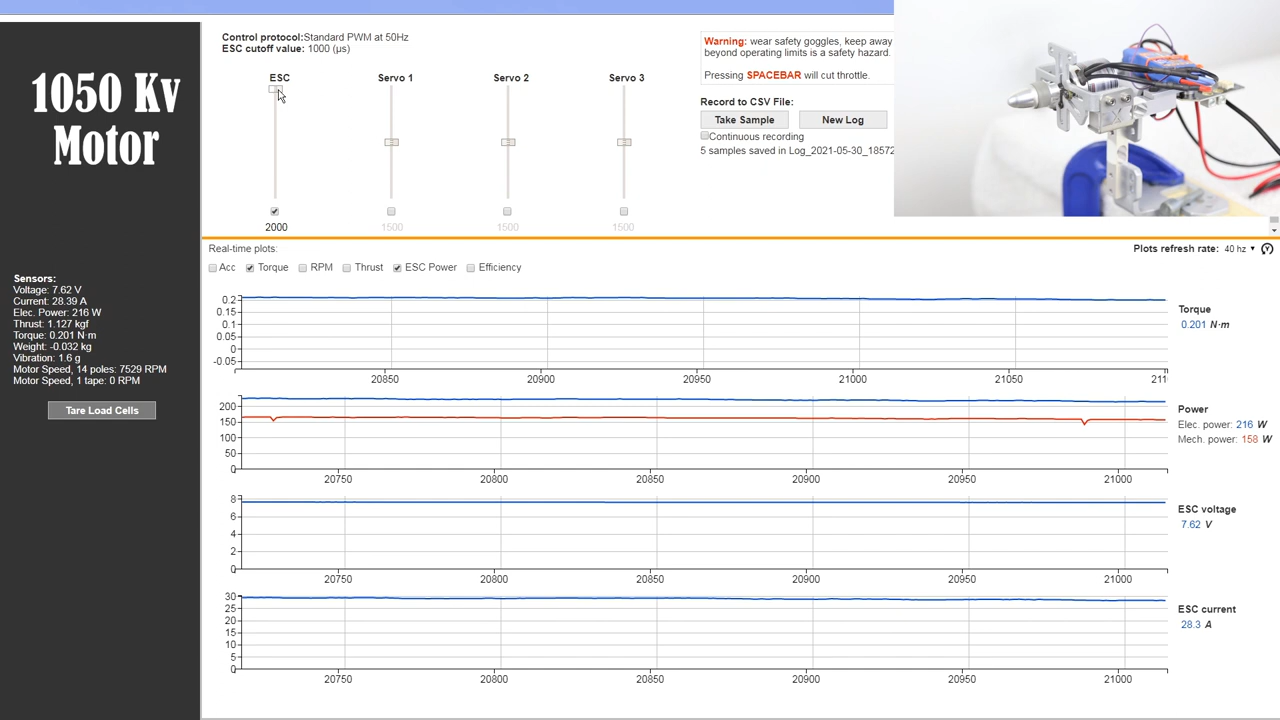 1050 Kv
Motor
Sensors:
Voltage: 7.62 V
Current: 28.39 A
Elec. Power: 216 W
Thrust: 1.127 kgf
Torque: 0.201 N·m
Weight: -0.032 kg
Vibration: 1.6 g
Motor Speed, 14 poles: 7529 RPM
Motor Speed, 1 tape: 0 RPM
Tare Load Cells
Control protocol:Standard PWM at 50Hz
ESC cutoff value: 1000 (µs)
ESC Servo 1 Servo 2 Servo 3
2000 1500 1500 1500
Warning: wear safety goggles, keep away
beyond operating limits is a safety hazard.
Pressing SPACEBAR will cut throttle.
Record to CSV File:
Take Sample New Log
Continuous recording
5 samples saved in Log_2021-05-30_18572
Real-time plots:
Plots refresh rate: 40 hz
Acc Torque RPM Thrust ESC Power Efficiency
0.2
0.15
0.1
0.05
0
-0.05
20850 20900 20950 21000 21050 2110
Torque
0.201 N·m
200
150
100
50
0
20750 20800 20850 20900 20950 21000
Power
Elec. power: 216 W
Mech. power: 158 W
8
6
4
2
0
20750 20800 20850 20900 20950 21000
ESC voltage
7.62 V
30
25
20
15
10
5
0
20750 20800 20850 20900 20950 21000
ESC current
28.3 A